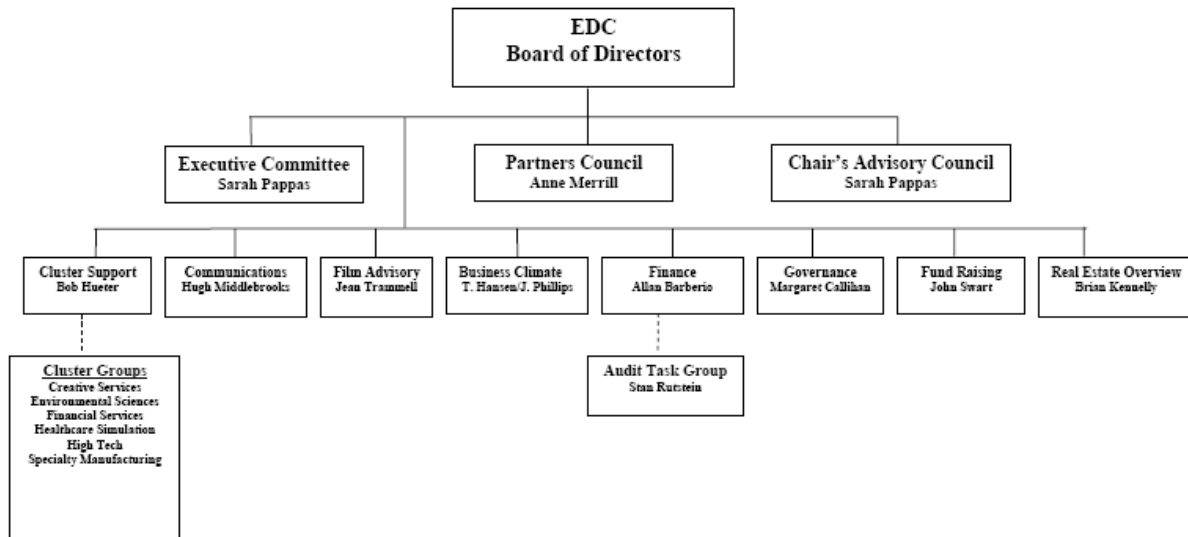 EDC
Board of Directors
Executive Committee
Sarah Pappas
Partners Council
Anne Merrill
Chair's Advisory Council
Sarah Pappas
Cluster Support
Bob Hueter
Communications
Hugh Middlebrooks
Film Advisory
Jean Trammell
Business Climate
T. Hansen/J. Phillips
Finance
Allan Barberio
Governance
Margaret Callihan
Fund Raising
John Swart
Real Estate Overview
Brian Kennelly
Cluster Groups
Creative Services
Environmental Sciences
Financial Services
Healthcare Simulation
High Tech
Specialty Manufacturing
Audit Task Group
Stan Rutstein